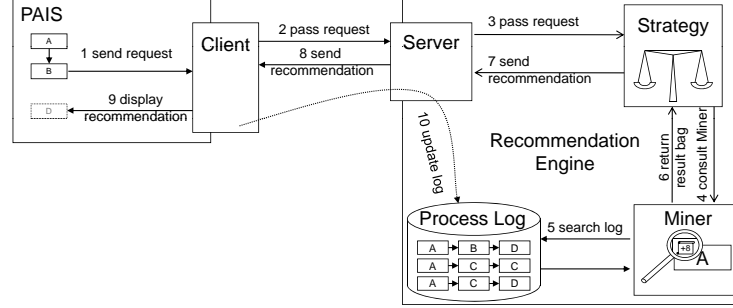 PAIS
A
B
D
1 send request
9 display
recommendation
Client
2 pass request
8 send
recommendation
Server
3 pass request
7 send
recommendation
Strategy
10 update log
Recommendation
Engine
6 return
result bag
4 consult Miner
Process Log
A B D
A C C
A C D
5 search log
Miner
+8
A